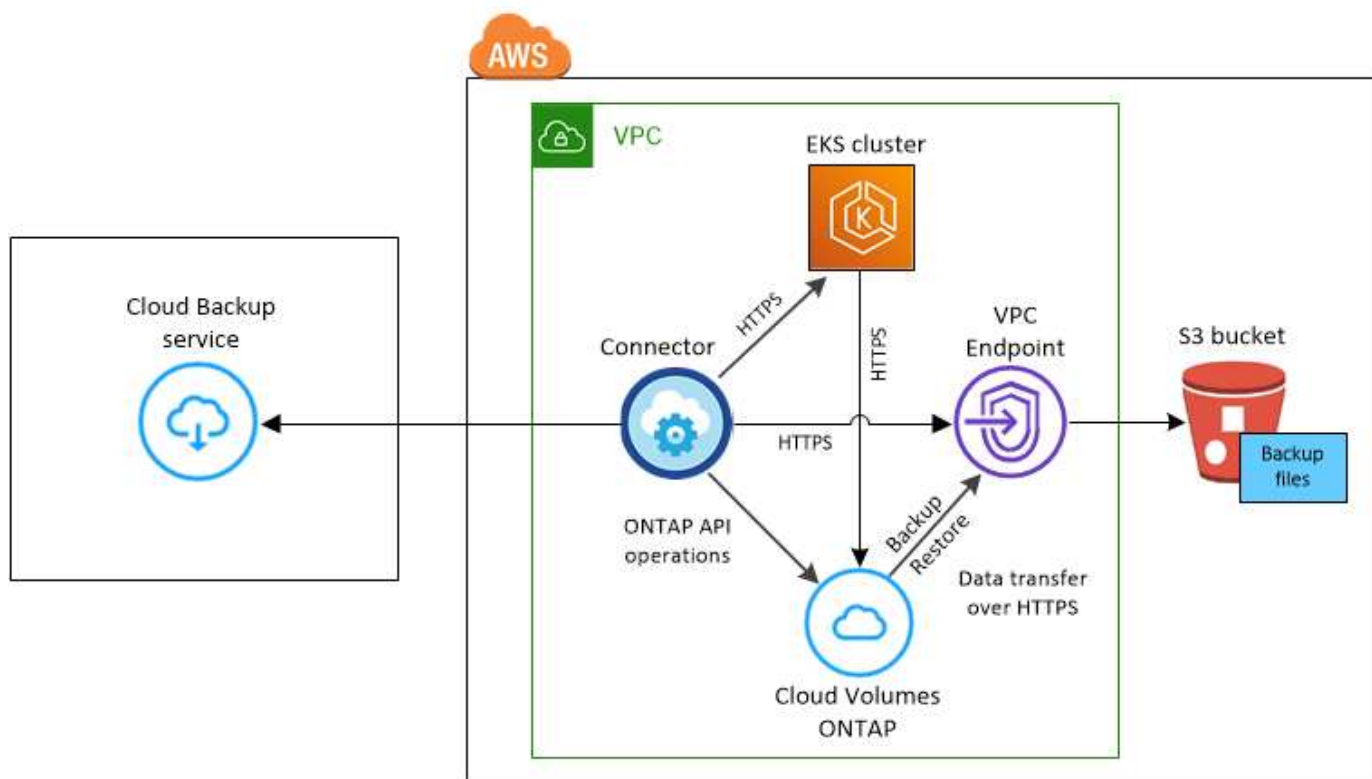 AWS
VPC
EKS cluster
Cloud Backup
service
HTTPS
HTTPS
VPC
Endpoint
S3 bucket
Connector
HTTPS
Backup
files
ONTAP API
operations
Backup
Restore
Data transfer
over HTTPS
Cloud Volumes
ONTAP
K